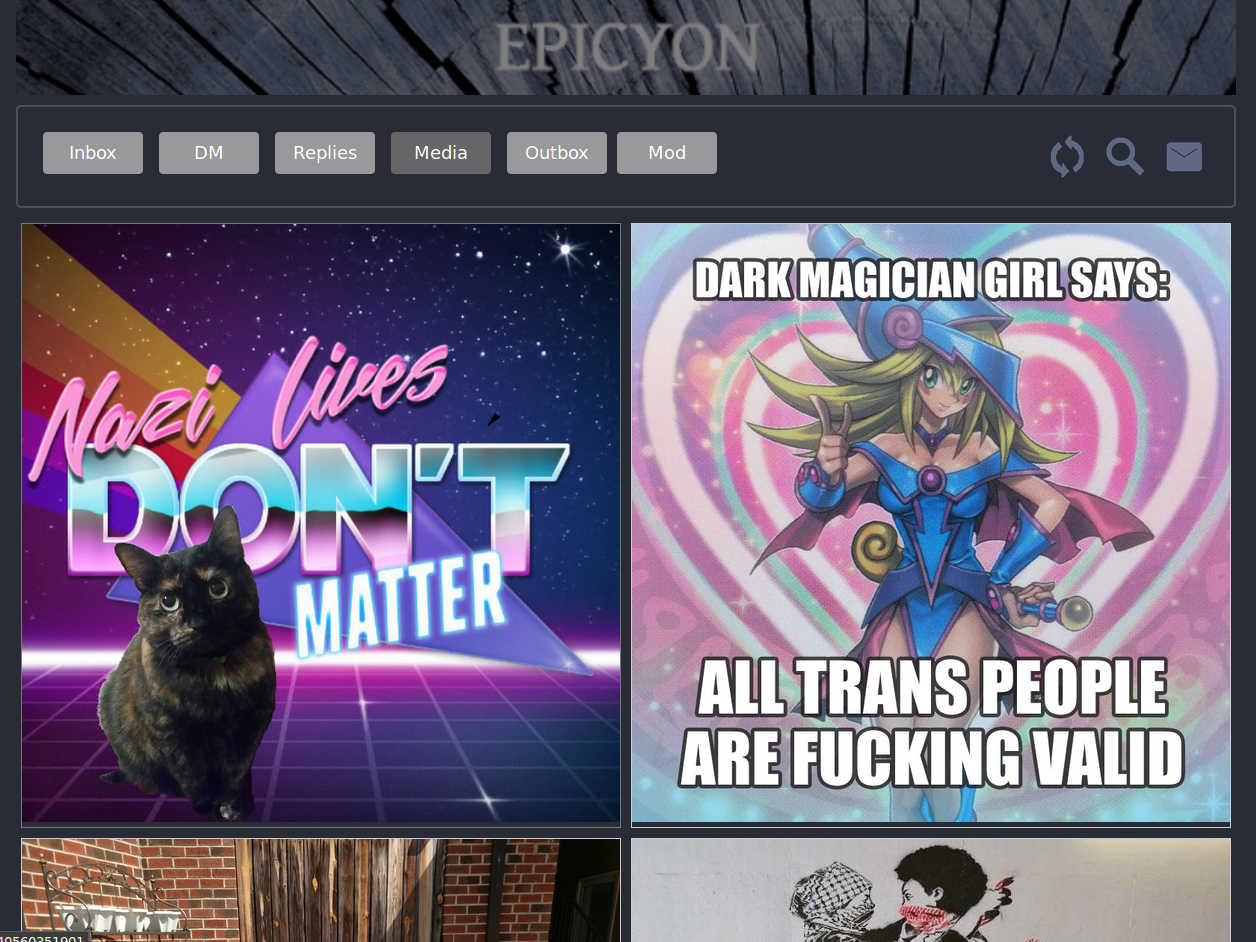 EPICYON
Inbox DM Replies Media Outbox Mod
Nazi Lives
DON'T
MATTER
DARK MAGICIAN GIRL SAYS:
ALL TRANS PEOPLE
ARE FUCKING VALID